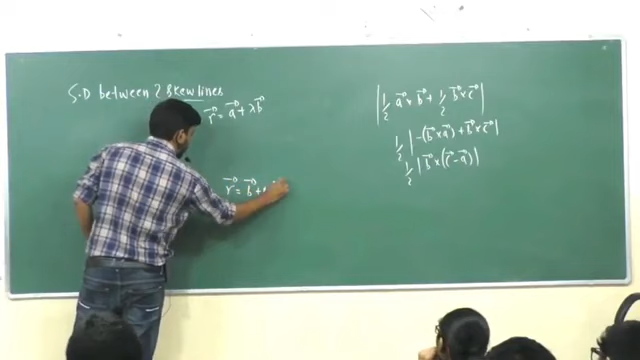 S.D between 2 Skew lines
r⃗ = a⃗ + λb⃗
r⃗ = b⃗ +
|1/2 a⃗ × b⃗ + 1/2 b⃗ × c⃗|
1/2 |-(b⃗ × a⃗) + b⃗ × c⃗|
1/2 |b⃗ × (c⃗ - a⃗)|